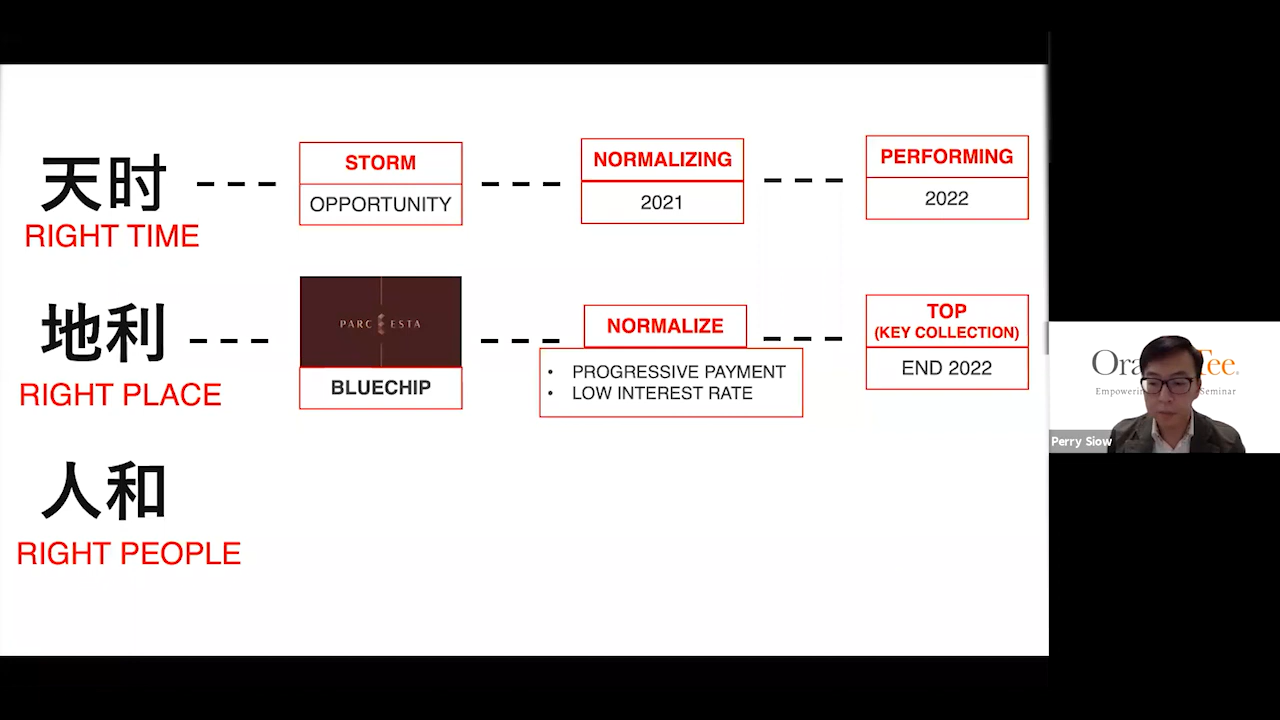 天时
RIGHT TIME
STORM
OPPORTUNITY
NORMALIZING
2021
PERFORMING
2022
地利
RIGHT PLACE
PARC ESTA
BLUECHIP
NORMALIZE
• PROGRESSIVE PAYMENT
• LOW INTEREST RATE
TOP
(KEY COLLECTION)
END 2022
人和
RIGHT PEOPLE
Perry Siow
Seminar